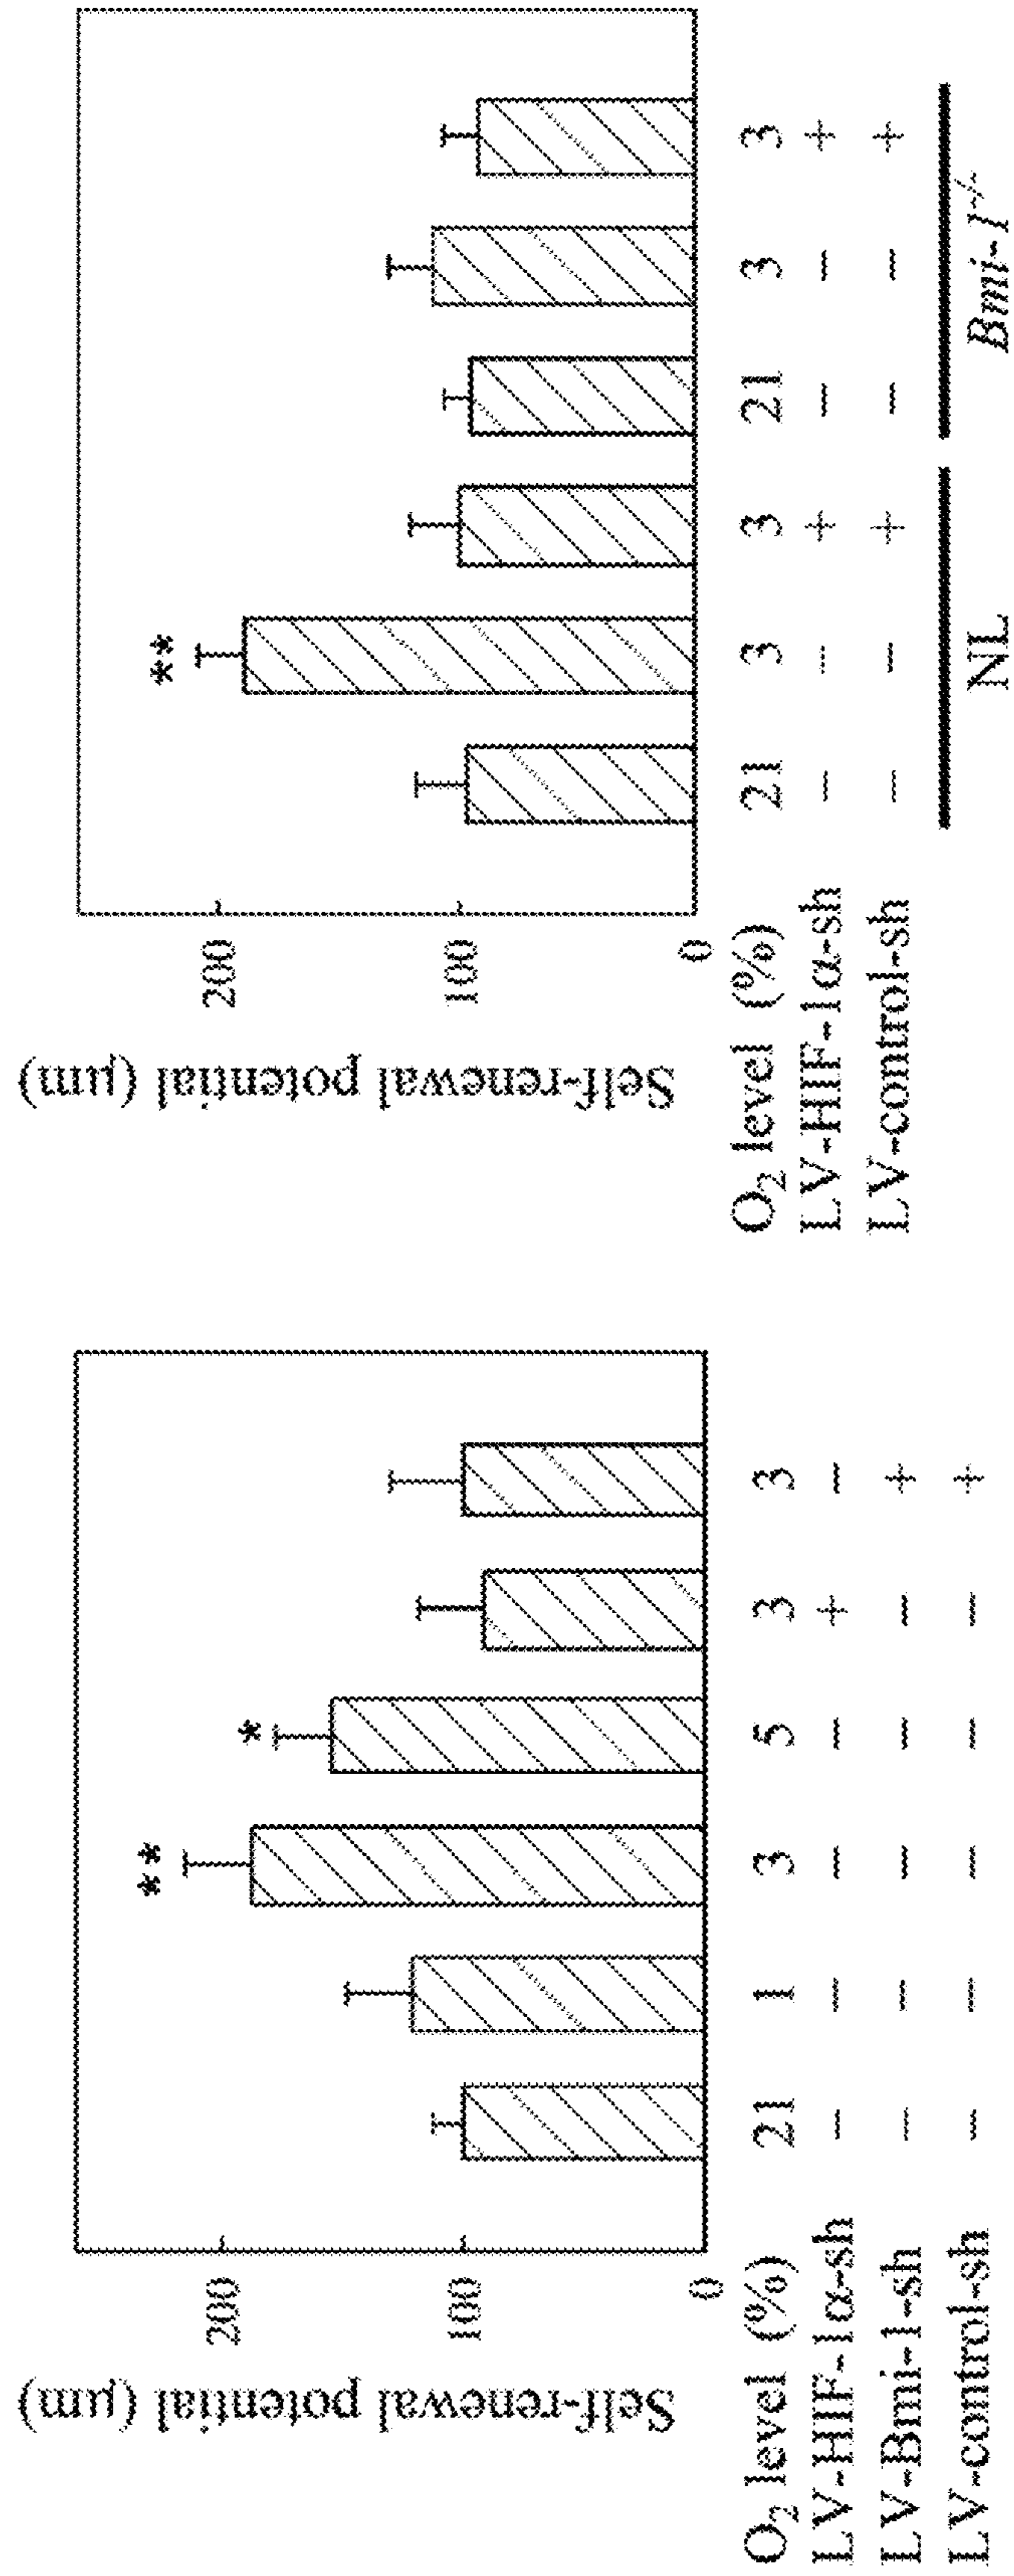 Self-renewal potential (µm)
200
100
0
**
*
O2 level (%) 21 1 3 5 3 3
LV-HIF-1α-sh − − − − + −
LV-Bmi-1-sh − − − − − +
LV-control-sh − − − − − +
Self-renewal potential (µm)
200
100
0
**
O2 level (%) 21 3 3 21 3 3
LV-HIF-1α-sh − − + − − +
LV-control-sh − − + − − +
NL Bmi-1-/-